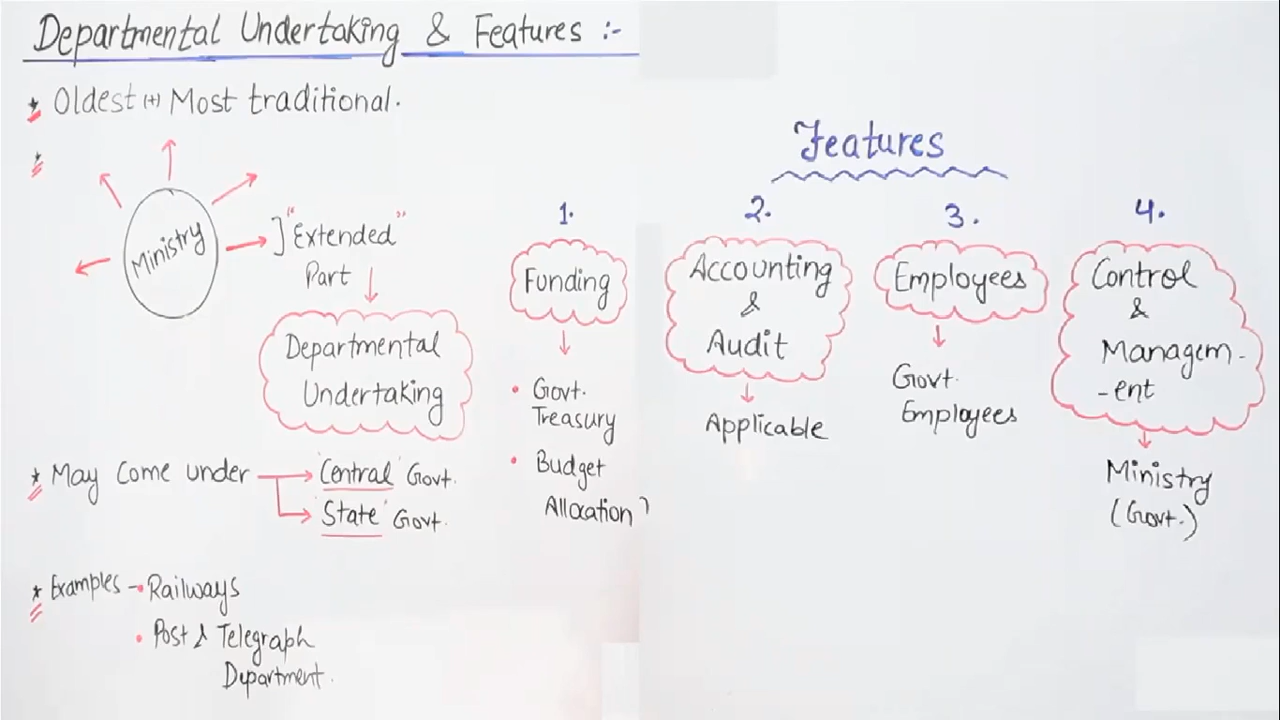 Departmental Undertaking & Features :-
* Oldest (+) Most traditional.
*
Ministry
"Extended"
Part
Departmental
Undertaking
* May Come under
'Central' Govt.
'State' Govt.
* Examples - • Railways
• Post & Telegraph
Department.
Features
1.
Funding
• Govt.
Treasury
• Budget
Allocation
2.
Accounting
&
Audit
Applicable
3.
Employees
Govt.
Employees
4.
Control
&
Managem-
-ent
Ministry
(Govt.)